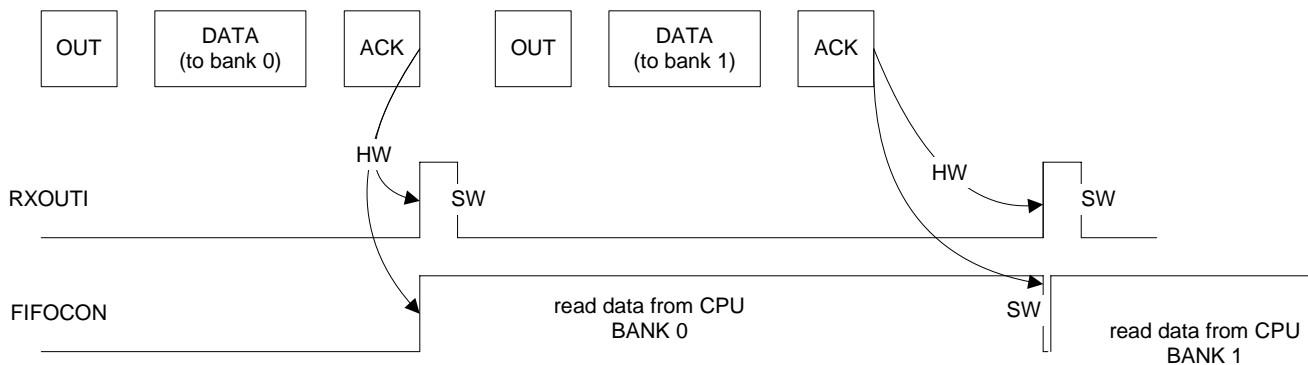 OUT
DATA
(to bank 0)
ACK
OUT
DATA
(to bank 1)
ACK
HW
HW
RXOUTI
SW
SW
FIFOCON
read data from CPU
BANK 0
SW
read data from CPU
BANK 1